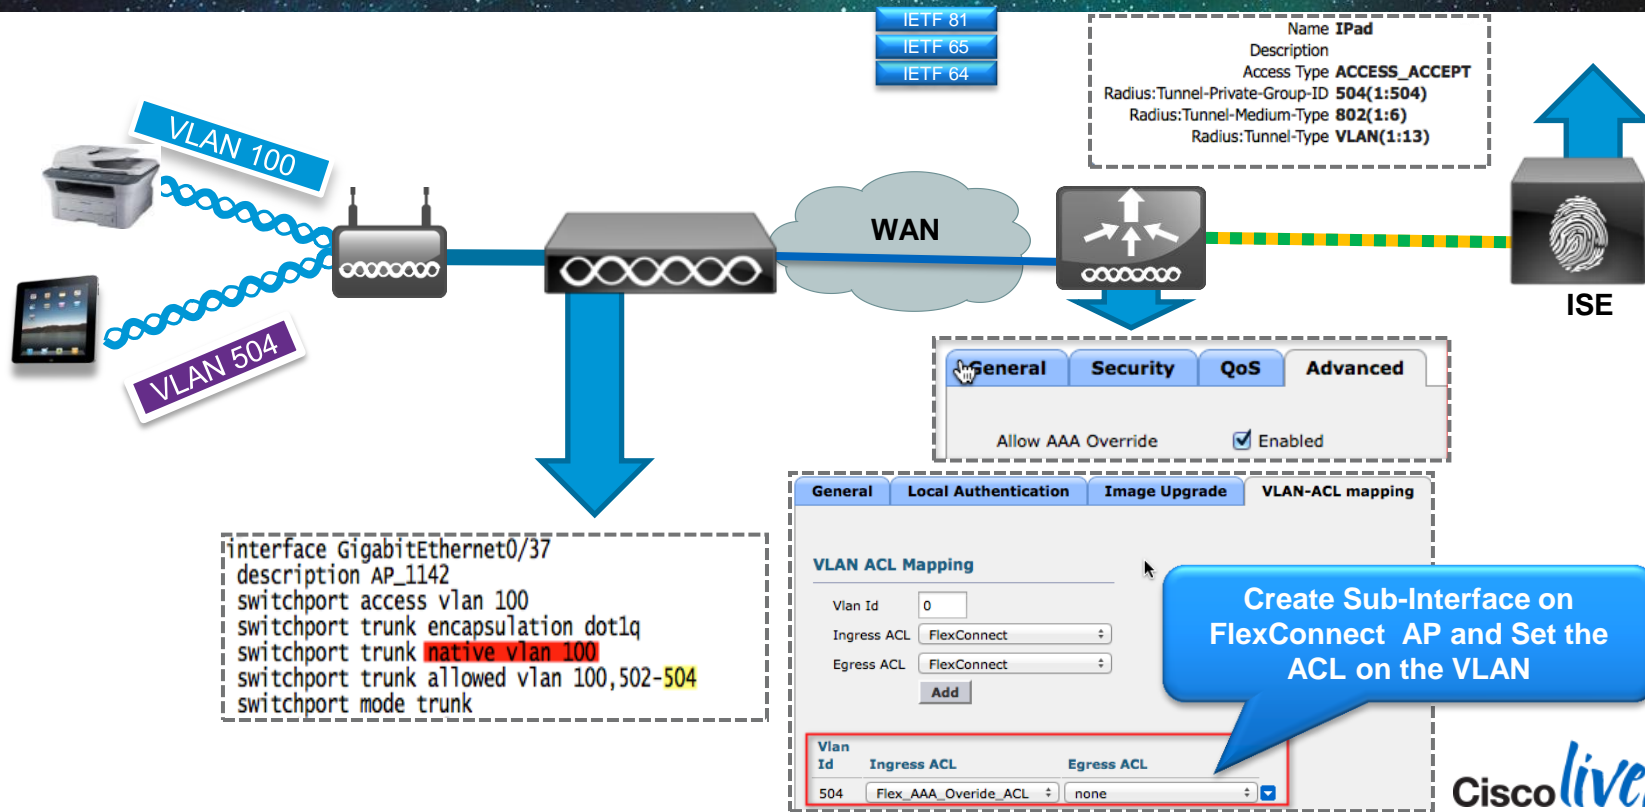 IETF 81
IETF 65
IETF 64
Name IPad
Description
Access Type ACCESS_ACCEPT
Radius:Tunnel-Private-Group-ID 504(1:504)
Radius:Tunnel-Medium-Type 802(1:6)
Radius:Tunnel-Type VLAN(1:13)
VLAN 100
VLAN 504
WAN
ISE
General Security QoS Advanced
Allow AAA Override Enabled
interface GigabitEthernet0/37
description AP_1142
switchport access vlan 100
switchport trunk encapsulation dot1q
switchport trunk native vlan 100
switchport trunk allowed vlan 100,502-504
switchport mode trunk
General Local Authentication Image Upgrade VLAN-ACL mapping
VLAN ACL Mapping
Vlan Id 0
Ingress ACL FlexConnect
Egress ACL FlexConnect
Add
Create Sub-Interface on
FlexConnect AP and Set the
ACL on the VLAN
Vlan
Id Ingress ACL Egress ACL
504 Flex_AAA_Overide_ACL none
Cisco live!